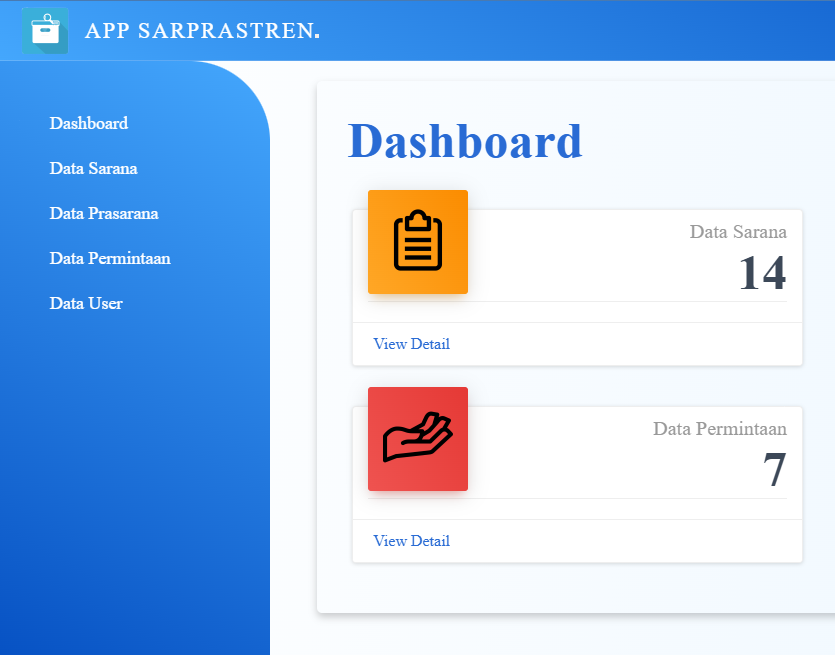 APP SARPRASTREN.
Dashboard
Data Sarana
Data Prasarana
Data Permintaan
Data User
Dashboard
Data Sarana
14
View Detail
Data Permintaan
7
View Detail